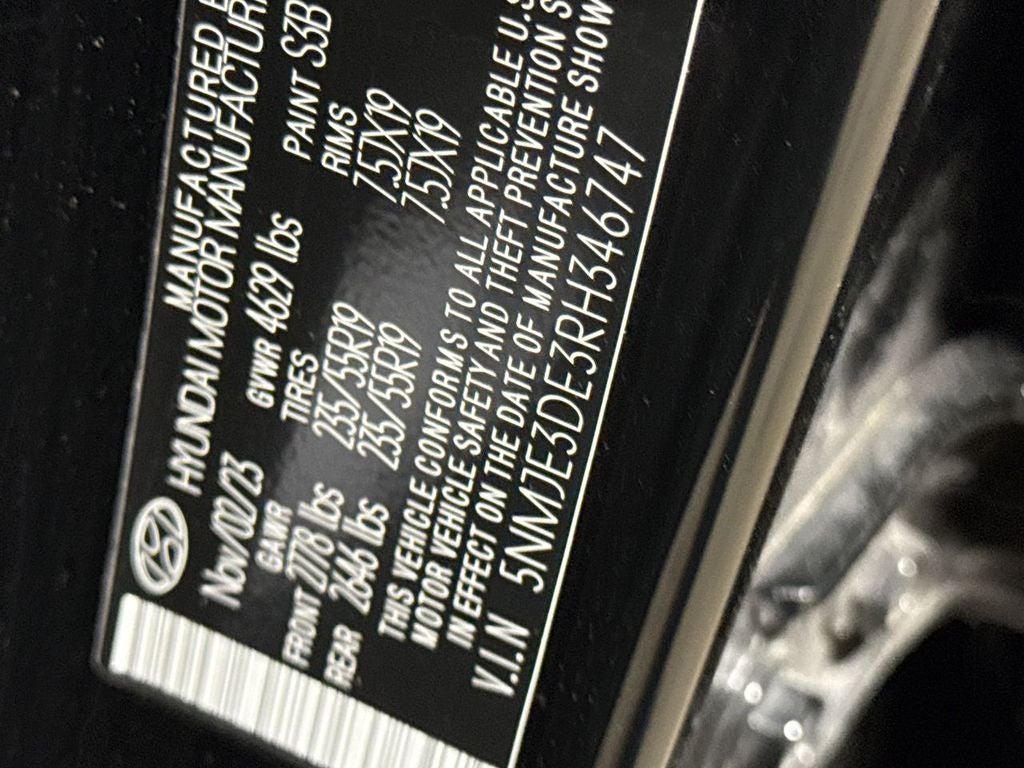 MANUFACTURED B
HYUNDAI MOTOR MANUFACTUR
Nov/02/23 GVWR 4629 lbs PAINT S3B
GAWR TIRES RIMS
FRONT 2778 lbs 235/55R19 7.5JX19
REAR 2646 lbs 235/55R19 7.5JX19
THIS VEHICLE CONFORMS TO ALL APPLICABLE U.S
MOTOR VEHICLE SAFETY AND THEFT PREVENTION S
IN EFFECT ON THE DATE OF MANUFACTURE SHOW
V.I.N 5NMJE3DE3RH346747